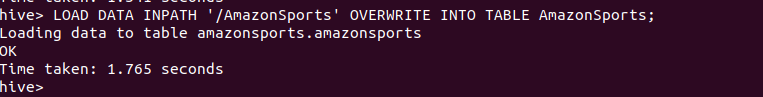 hive> LOAD DATA INPATH '/AmazonSports' OVERWRITE INTO TABLE AmazonSports;
Loading data to table amazonsports.amazonsports
OK
Time taken: 1.765 seconds
hive>